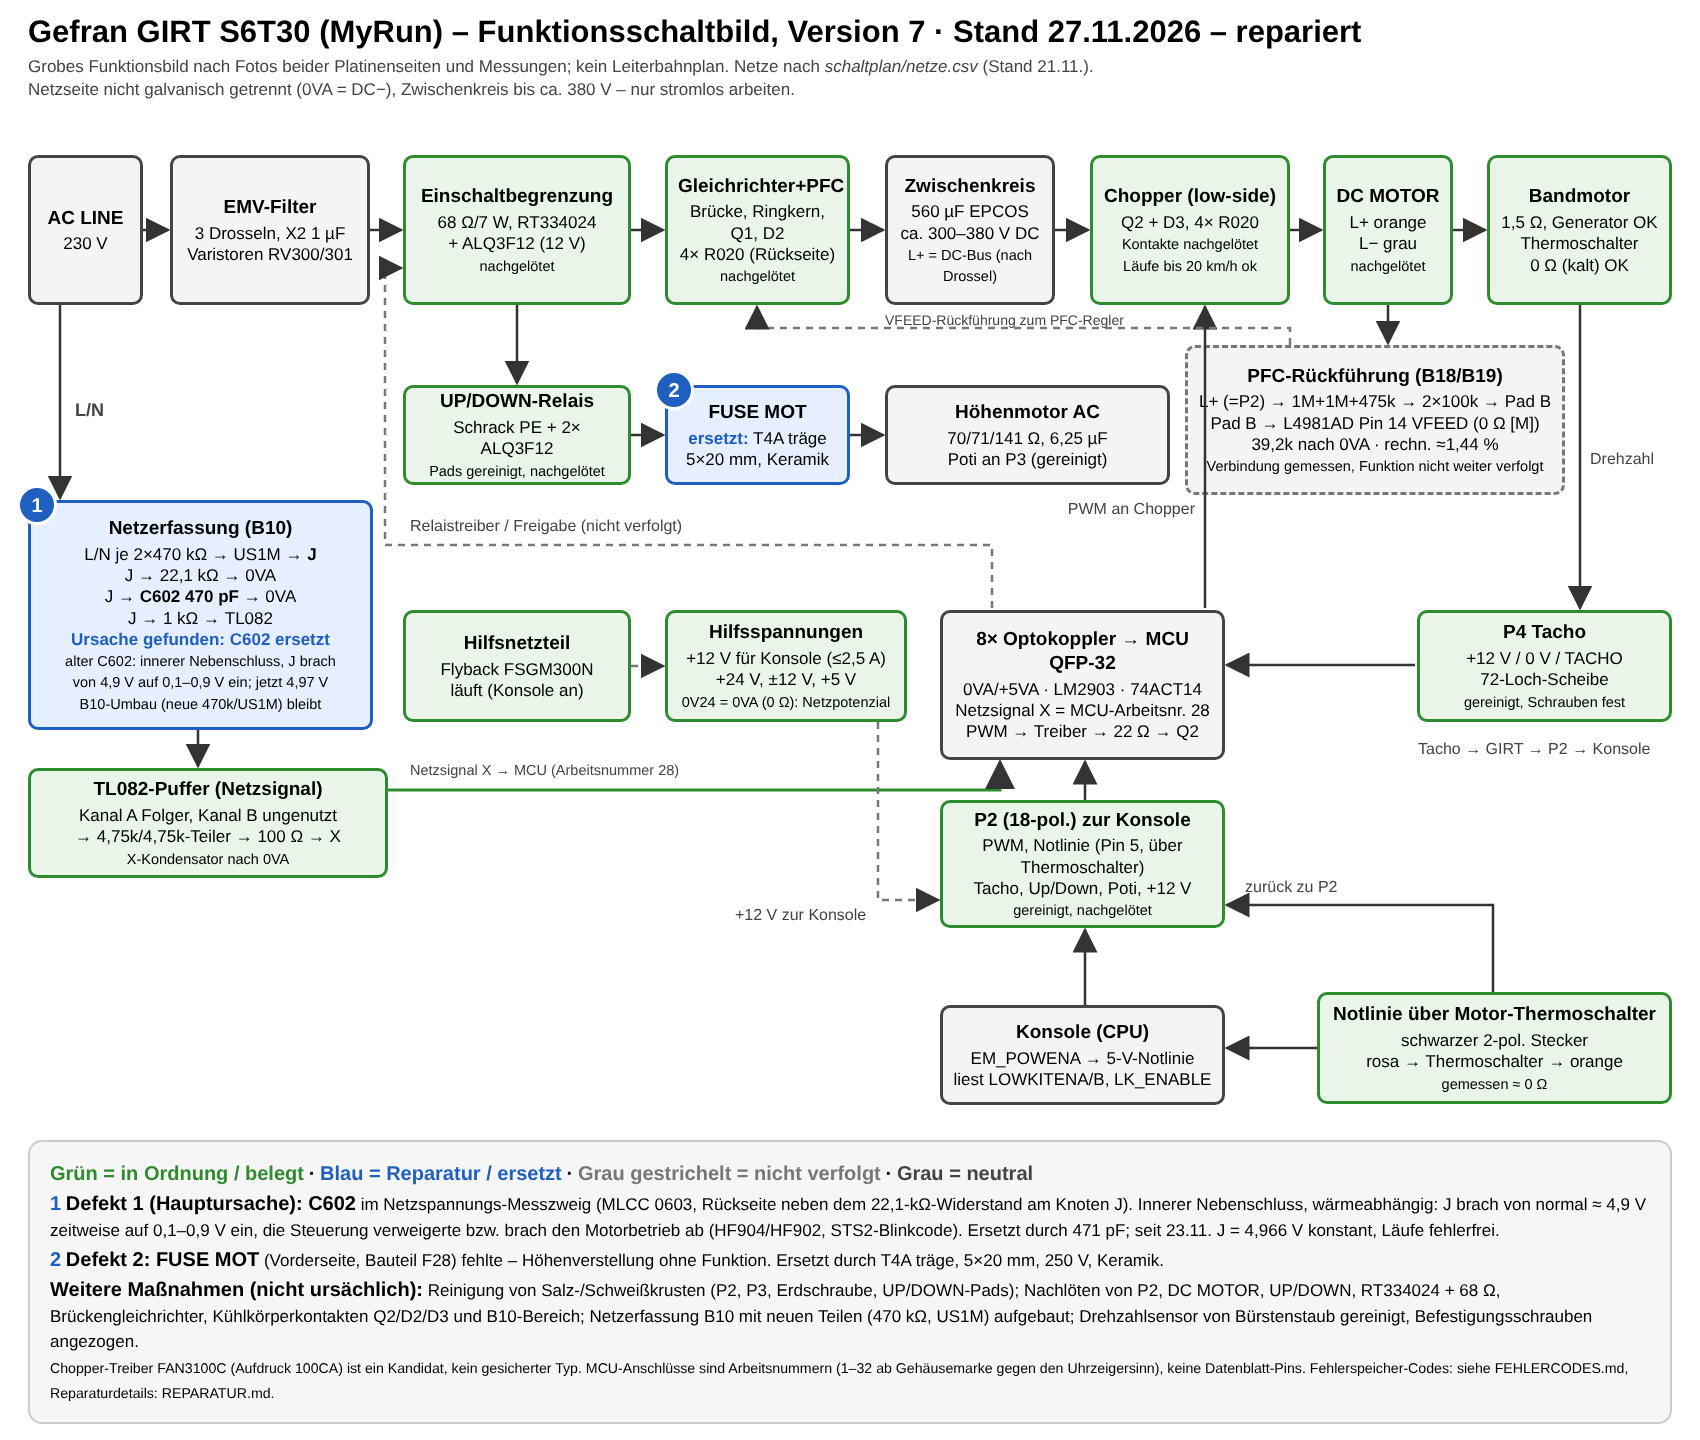 Gefran GIRT S6T30 (MyRun) – Funktionsschaltbild, Version 7 · Stand 27.11.2026 – repariert
Grobes Funktionsbild nach Fotos beider Platinenseiten und Messungen; kein Leiterbahnplan. Netze nach schaltplan/netze.csv (Stand 21.11.).
Netzseite nicht galvanisch getrennt (0VA = DC−), Zwischenkreis bis ca. 380 V – nur stromlos arbeiten.
AC LINE
230 V
EMV-Filter
3 Drosseln, X2 1 µF
Varistoren RV300/301
Einschaltbegrenzung
68 Ω/7 W, RT334024
+ ALQ3F12 (12 V)
nachgelötet
Gleichrichter+PFC
Brücke, Ringkern,
Q1, D2
4× R020 (Rückseite)
nachgelötet
Zwischenkreis
560 µF EPCOS
ca. 300–380 V DC
L+ = DC-Bus (nach
Drossel)
Chopper (low-side)
Q2 + D3, 4× R020
Kontakte nachgelötet
Läufe bis 20 km/h ok
DC MOTOR
L+ orange
L− grau
nachgelötet
Bandmotor
1,5 Ω, Generator OK
Thermoschalter
0 Ω (kalt) OK
VFEED-Rückführung zum PFC-Regler
L/N
UP/DOWN-Relais
Schrack PE + 2×
ALQ3F12
Pads gereinigt, nachgelötet
2
FUSE MOT
ersetzt: T4A träge
5×20 mm, Keramik
Höhenmotor AC
70/71/141 Ω, 6,25 µF
Poti an P3 (gereinigt)
PFC-Rückführung (B18/B19)
L+ (=P2) → 1M+1M+475k → 2×100k → Pad B
Pad B → L4981AD Pin 14 VFEED (0 Ω [M])
39,2k nach 0VA · rechn. ≈1,44 %
Verbindung gemessen, Funktion nicht weiter verfolgt
Drehzahl
PWM an Chopper
Relaistreiber / Freigabe (nicht verfolgt)
1
Netzerfassung (B10)
L/N je 2×470 kΩ → US1M → J
J → 22,1 kΩ → 0VA
J → C602 470 pF → 0VA
J → 1 kΩ → TL082
Ursache gefunden: C602 ersetzt
alter C602: innerer Nebenschluss, J brach
von 4,9 V auf 0,1–0,9 V ein; jetzt 4,97 V
B10-Umbau (neue 470k/US1M) bleibt
Hilfsnetzteil
Flyback FSGM300N
läuft (Konsole an)
Hilfsspannungen
+12 V für Konsole (≤2,5 A)
+24 V, ±12 V, +5 V
0V24 = 0VA (0 Ω): Netzpotenzial
8× Optokoppler → MCU
QFP-32
0VA/+5VA · LM2903 · 74ACT14
Netzsignal X = MCU-Arbeitsnr. 28
PWM → Treiber → 22 Ω → Q2
P4 Tacho
+12 V / 0 V / TACHO
72-Loch-Scheibe
gereinigt, Schrauben fest
Tacho → GIRT → P2 → Konsole
TL082-Puffer (Netzsignal)
Kanal A Folger, Kanal B ungenutzt
→ 4,75k/4,75k-Teiler → 100 Ω → X
X-Kondensator nach 0VA
Netzsignal X → MCU (Arbeitsnummer 28)
P2 (18-pol.) zur Konsole
PWM, Notlinie (Pin 5, über
Thermoschalter)
Tacho, Up/Down, Poti, +12 V
gereinigt, nachgelötet
+12 V zur Konsole
zurück zu P2
Konsole (CPU)
EM_POWENA → 5-V-Notlinie
liest LOWKITENA/B, LK_ENABLE
Notlinie über Motor-Thermoschalter
schwarzer 2-pol. Stecker
rosa → Thermoschalter → orange
gemessen ≈ 0 Ω
Grün = in Ordnung / belegt · Blau = Reparatur / ersetzt · Grau gestrichelt = nicht verfolgt · Grau = neutral
1 Defekt 1 (Hauptursache): C602 im Netzspannungs-Messzweig (MLCC 0603, Rückseite neben dem 22,1-kΩ-Widerstand am Knoten J). Innerer Nebenschluss, wärmeabhängig: J brach von normal ≈ 4,9 V
zeitweise auf 0,1–0,9 V ein, die Steuerung verweigerte bzw. brach den Motorbetrieb ab (HF904/HF902, STS2-Blinkcode). Ersetzt durch 471 pF; seit 23.11. J = 4,966 V konstant, Läufe fehlerfrei.
2 Defekt 2: FUSE MOT (Vorderseite, Bauteil F28) fehlte – Höhenverstellung ohne Funktion. Ersetzt durch T4A träge, 5×20 mm, 250 V, Keramik.
Weitere Maßnahmen (nicht ursächlich): Reinigung von Salz-/Schweißkrusten (P2, P3, Erdschraube, UP/DOWN-Pads); Nachlöten von P2, DC MOTOR, UP/DOWN, RT334024 + 68 Ω,
Brückengleichrichter, Kühlkörperkontakten Q2/D2/D3 und B10-Bereich; Netzerfassung B10 mit neuen Teilen (470 kΩ, US1M) aufgebaut; Drehzahlsensor von Bürstenstaub gereinigt, Befestigungsschrauben
angezogen.
Chopper-Treiber FAN3100C (Aufdruck 100CA) ist ein Kandidat, kein gesicherter Typ. MCU-Anschlüsse sind Arbeitsnummern (1–32 ab Gehäusemarke gegen den Uhrzeigersinn), keine Datenblatt-Pins. Fehlerspeicher-Codes: siehe FEHLERCODES.md,
Reparaturdetails: REPARATUR.md.